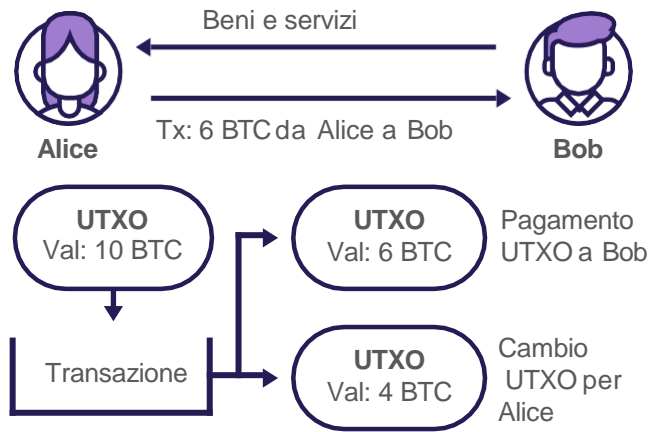 Beni e servizi
Tx: 6 BTC da Alice a Bob
Alice
Bob
UTXO
Val: 10 BTC
UTXO
Val: 6 BTC
Pagamento
UTXO a Bob
Transazione
UTXO
Val: 4 BTC
Cambio
UTXO per
Alice